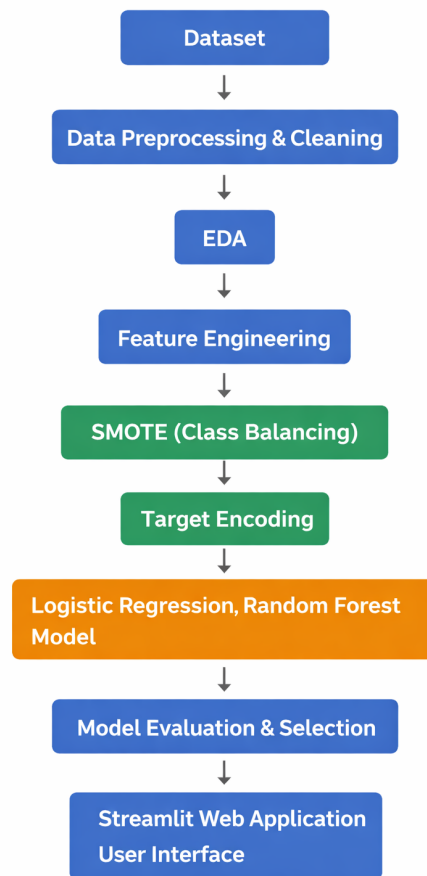 Dataset
Data Preprocessing & Cleaning
EDA
Feature Engineering
SMOTE (Class Balancing)
Target Encoding
Logistic Regression, Random Forest
Model
Model Evaluation & Selection
Streamlit Web Application
User Interface